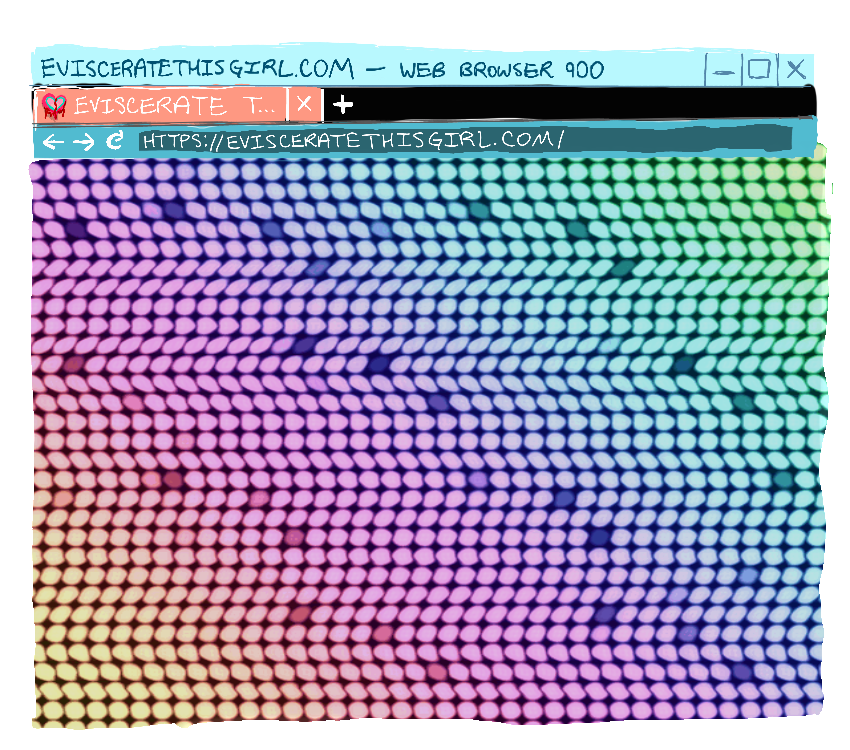 EVISCERATETHISGIRL.COM — WEB BROWSER 900
EVISCERATE T...
HTTPS://EVISCERATETHISGIRL.COM/